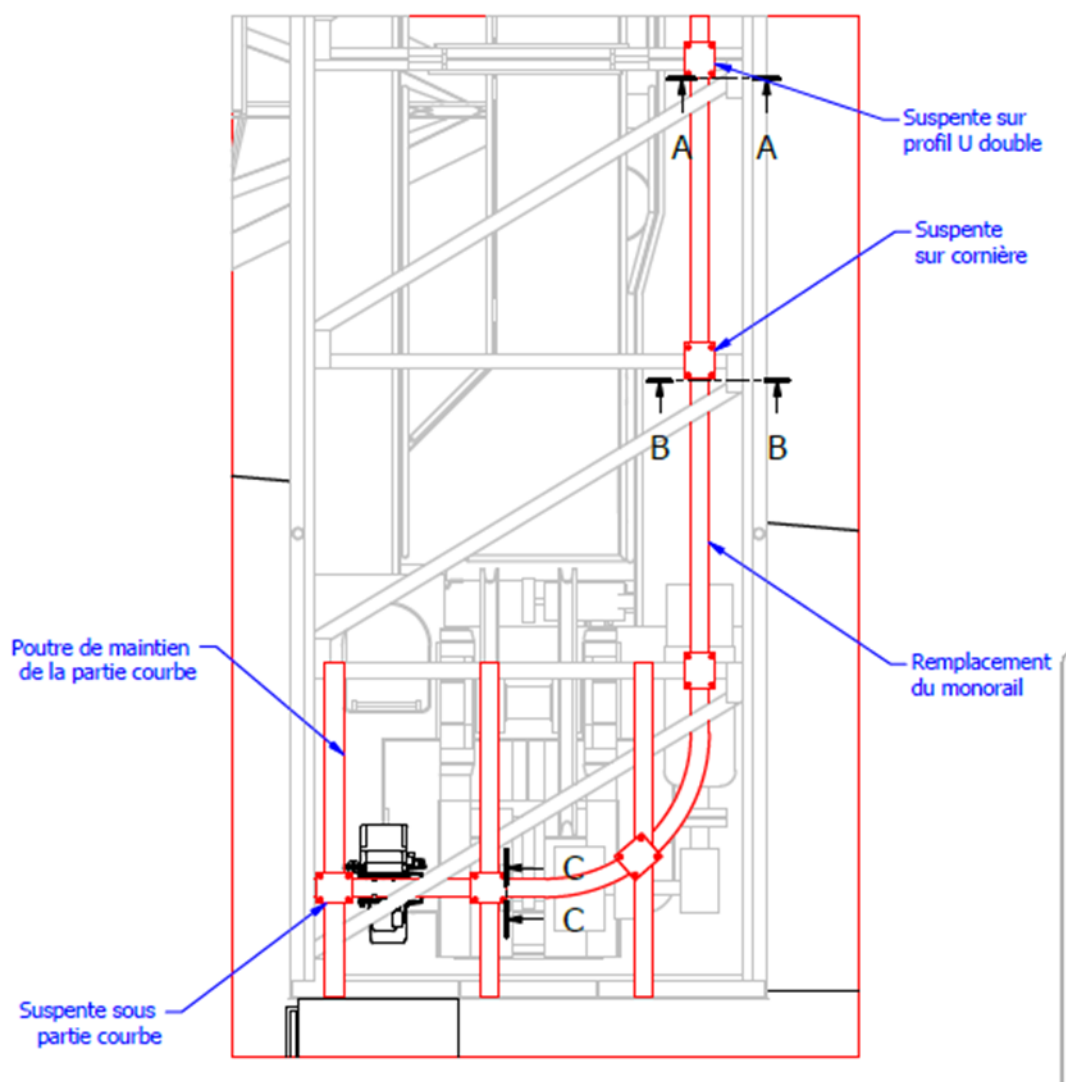 Suspente sur
profil U double
A A
Suspente
sur cornière
B B
Poutre de maintien
de la partie courbe
Remplacement
du monorail
C
C
Suspente sous
partie courbe